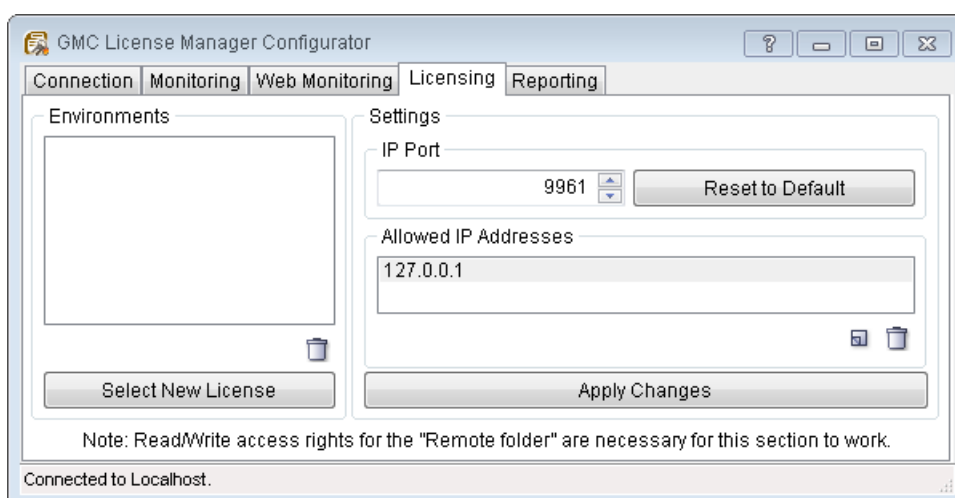 GMC License Manager Configurator
Connection Monitoring Web Monitoring Licensing Reporting
Environments
Settings
IP Port
9961 Reset to Default
Allowed IP Addresses
127.0.0.1
Select New License
Apply Changes
Note: Read/Write access rights for the "Remote folder" are necessary for this section to work.
Connected to Localhost.